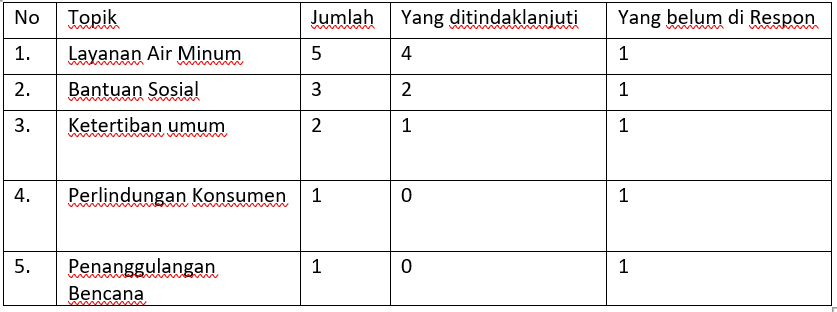 No Topik Jumlah Yang ditindaklanjuti Yang belum di Respon
1. Layanan Air Minum 5 4 1
2. Bantuan Sosial 3 2 1
3. Ketertiban umum 2 1 1
4. Perlindungan Konsumen 1 0 1
5. Penanggulangan 1 0 1
Bencana